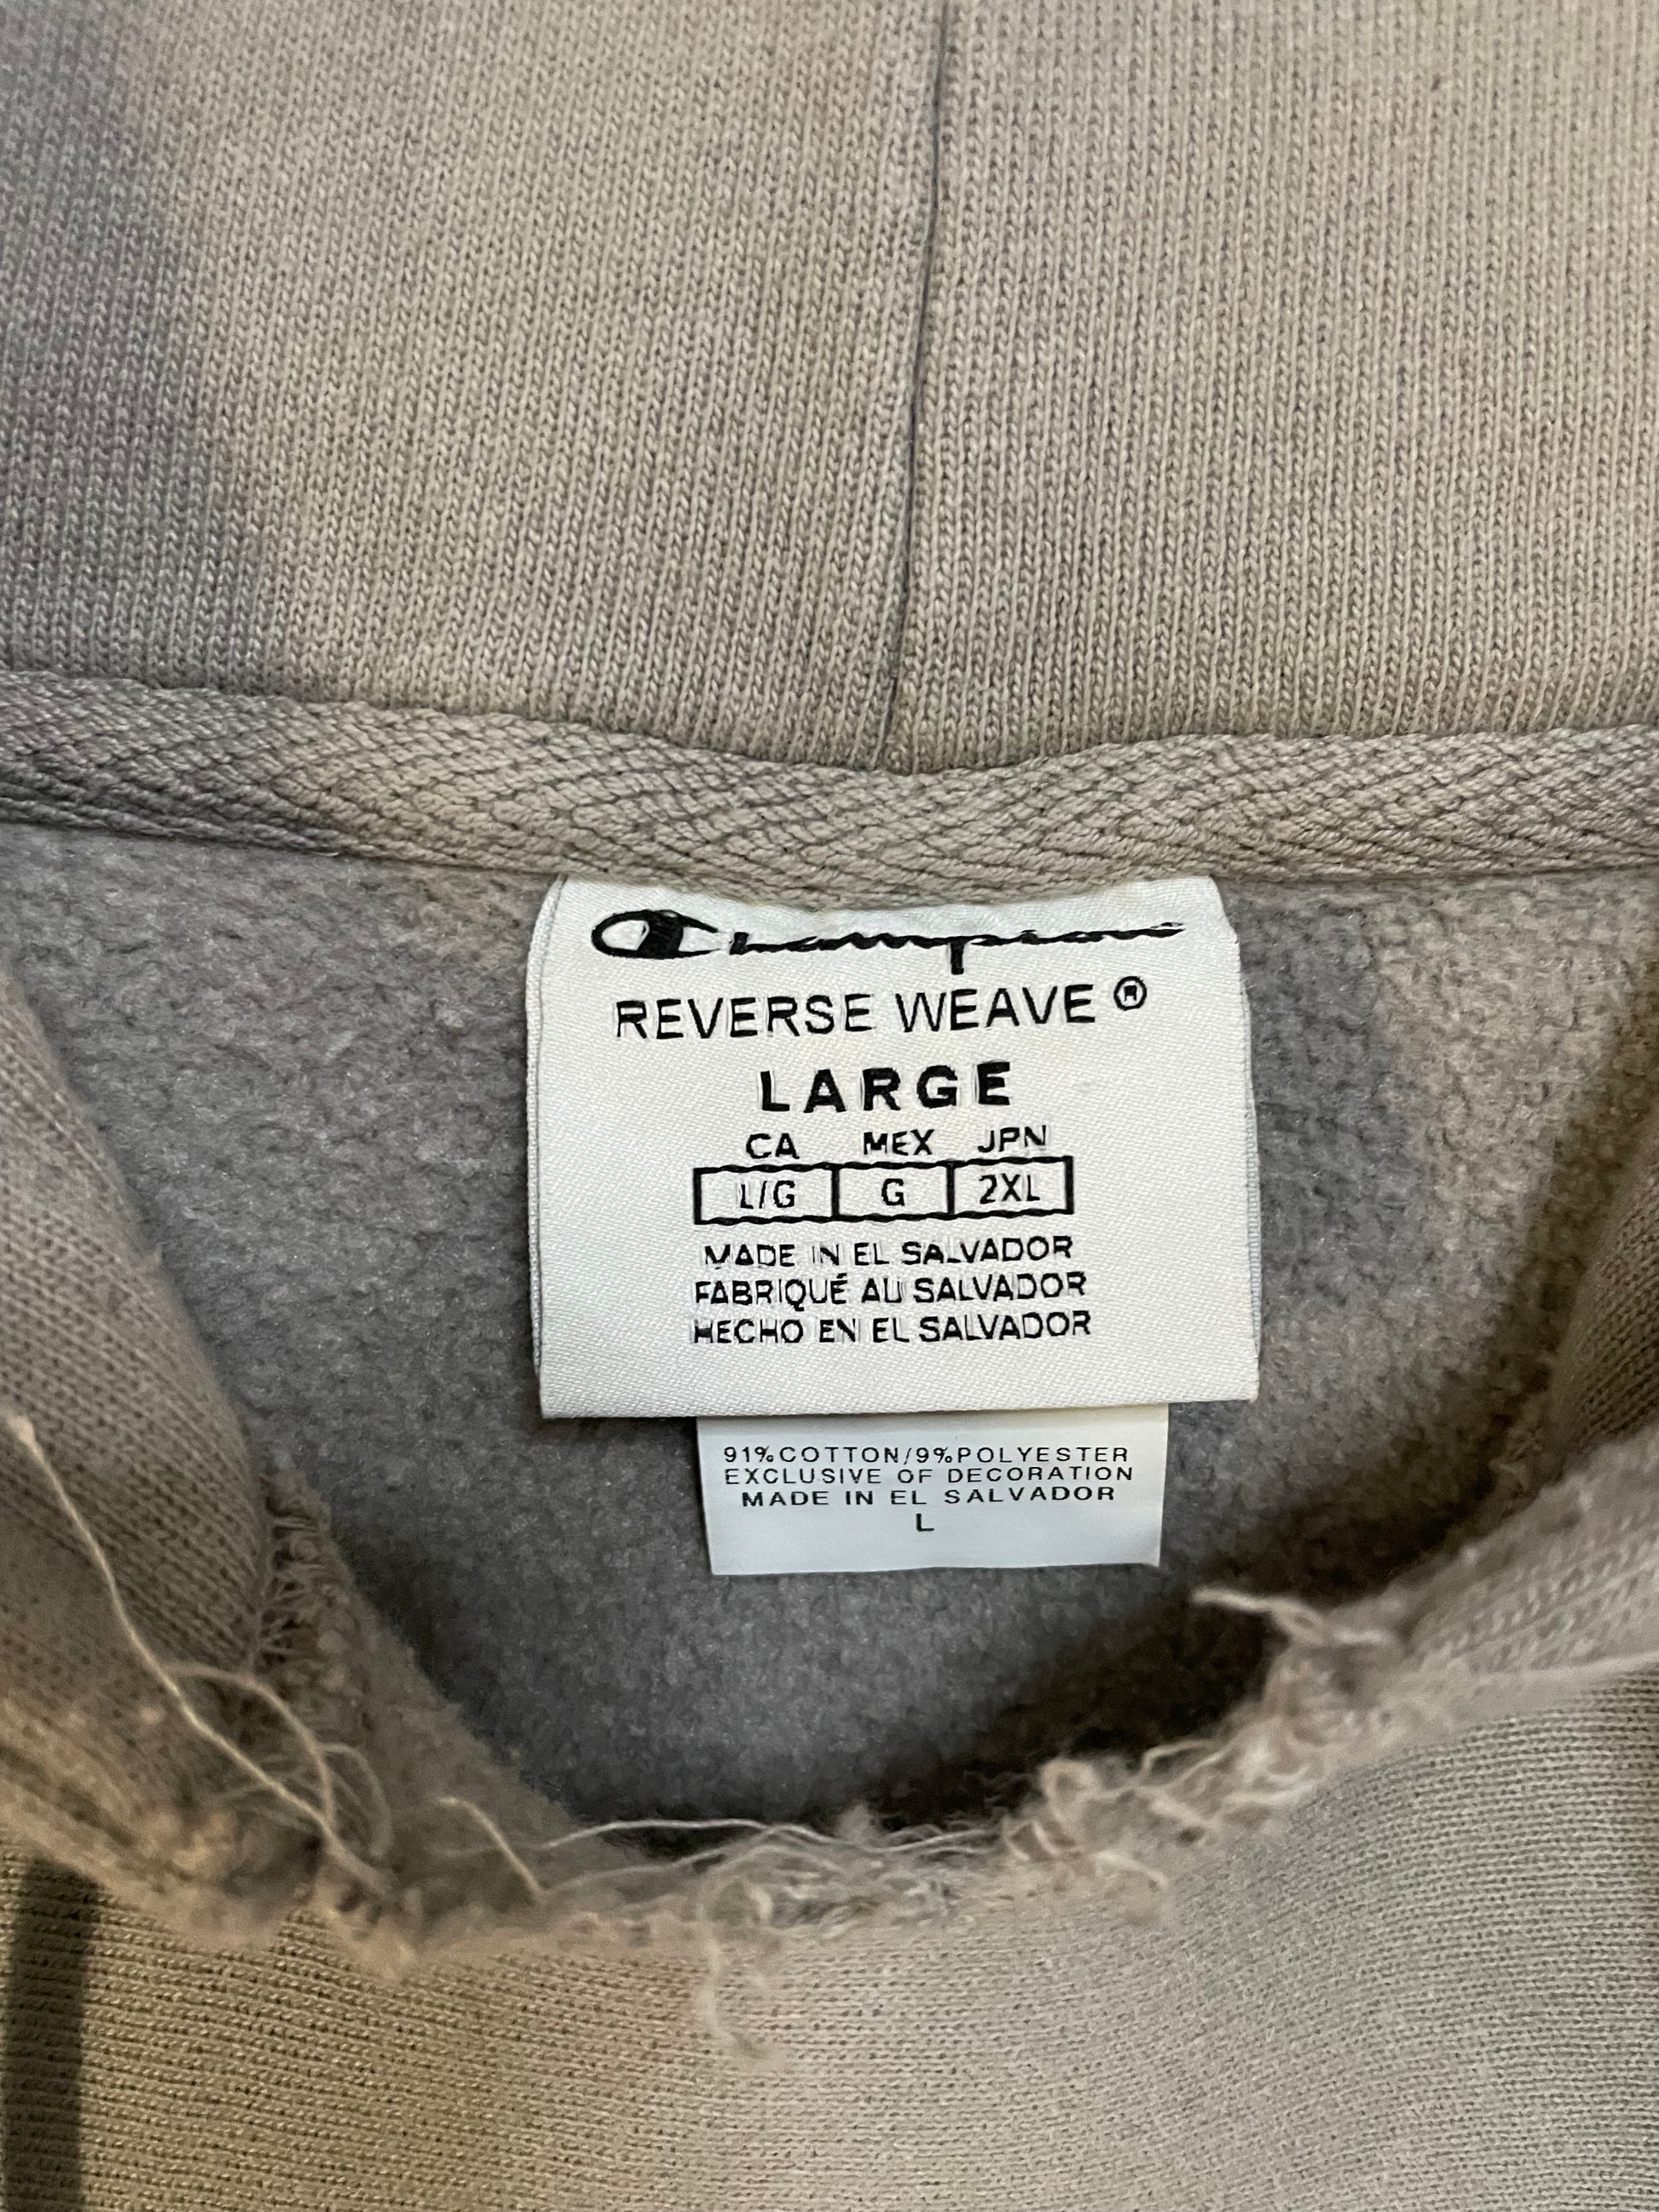 Champion
REVERSE WEAVE®
LARGE
CA MEX JPN
L/G G 2XL
MADE IN EL SALVADOR
FABRIQUÉ AU SALVADOR
HECHO EN EL SALVADOR
91% COTTON/9% POLYESTER
EXCLUSIVE OF DECORATION
MADE IN EL SALVADOR
L